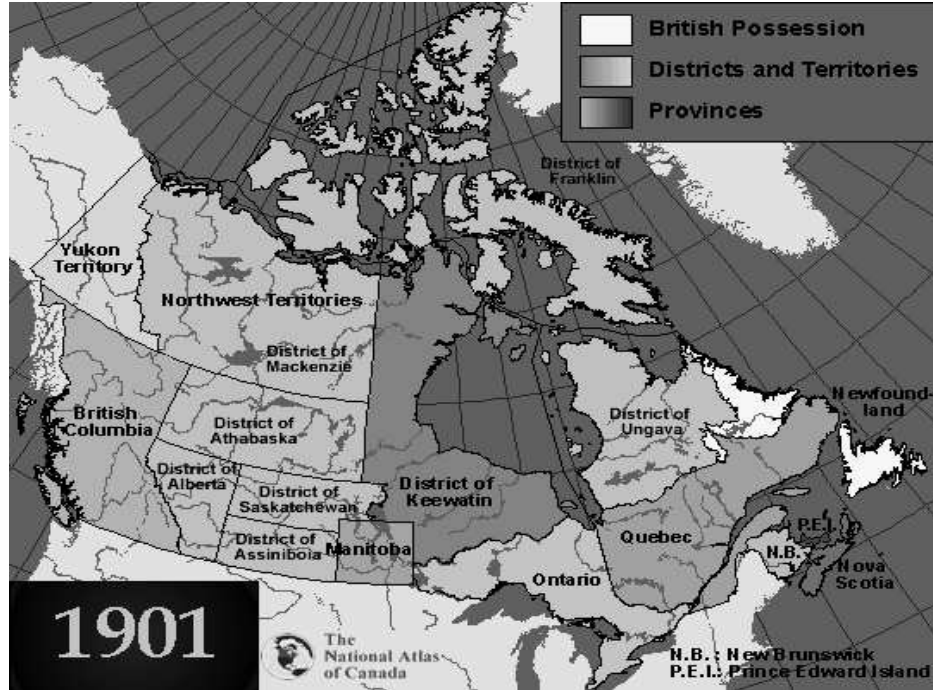 British Possession
Districts and Territories
Provinces
District of
Franklin
Yukon
Territory
Northwest Territories
District of
Mackenzie
Newfound-
land
British
Columbia
District of
Athabaska
District of
Ungava
District of
Alberta
District of
Saskatchewan
District of
Keewatin
District of
Assiniboia
Manitoba
Ontario
Quebec
P.E.I.
N.B.
Nova
Scotia
1901
The
National Atlas
of Canada
N.B.: New Brunswick
P.E.I.: Prince Edward Island